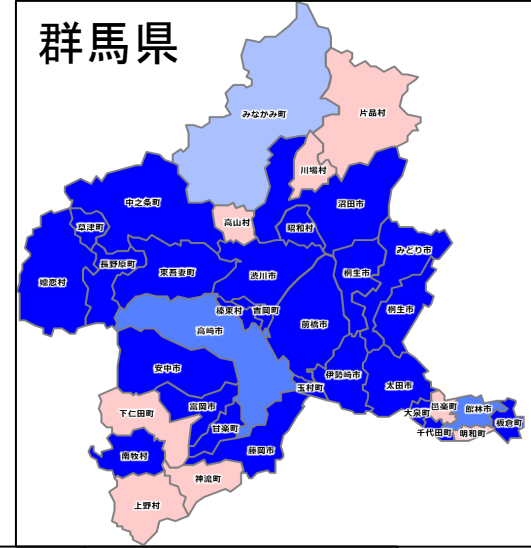 群馬県
みなかみ町
片品村
川場村
中之条町
沼田市
高山村
草津町
昭和村
みどり市
長野原町
東吾妻町
渋川市
桐生市
嬬恋村
榛東村
吉岡町
桐生市
高崎市
前橋市
安中市
伊勢崎市
玉村町
太田市
富岡市
下仁田町
邑楽町
館林市
大泉町
板倉町
甘楽町
千代田町
明和町
南牧村
藤岡市
神流町
上野村